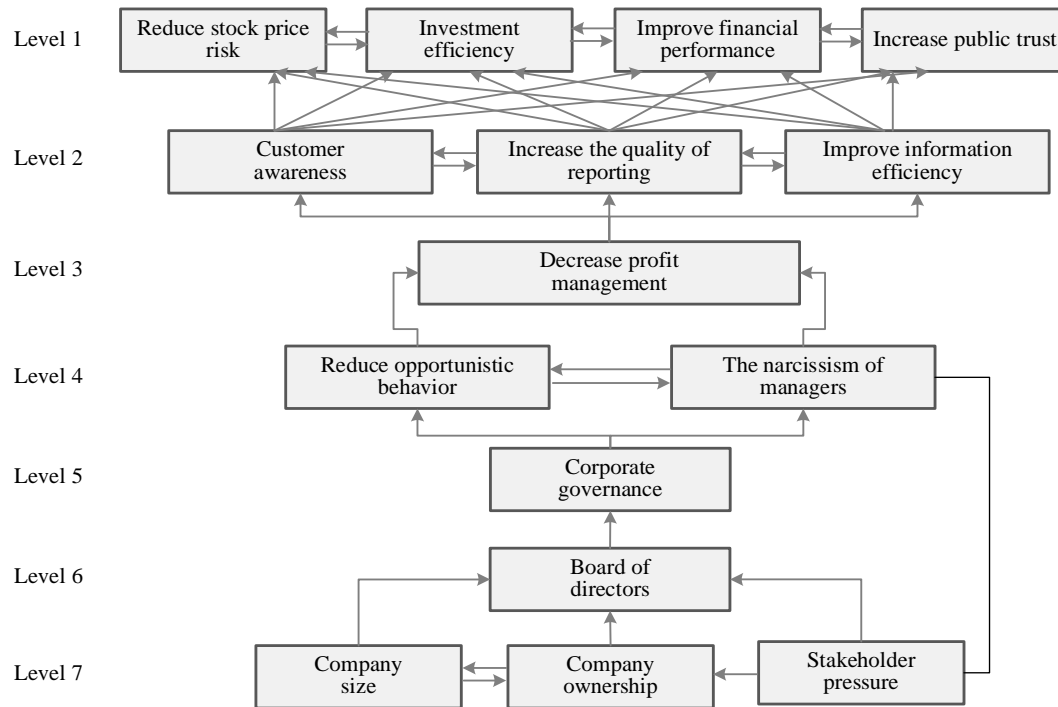 Level 1
Reduce stock price
risk
Investment
efficiency
Improve financial
performance
Increase public trust
Level 2
Customer
awareness
Increase the quality of
reporting
Improve information
efficiency
Level 3
Decrease profit
management
Level 4
Reduce opportunistic
behavior
The narcissism of
managers
Level 5
Corporate
governance
Level 6
Board of
directors
Level 7
Company
size
Company
ownership
Stakeholder
pressure